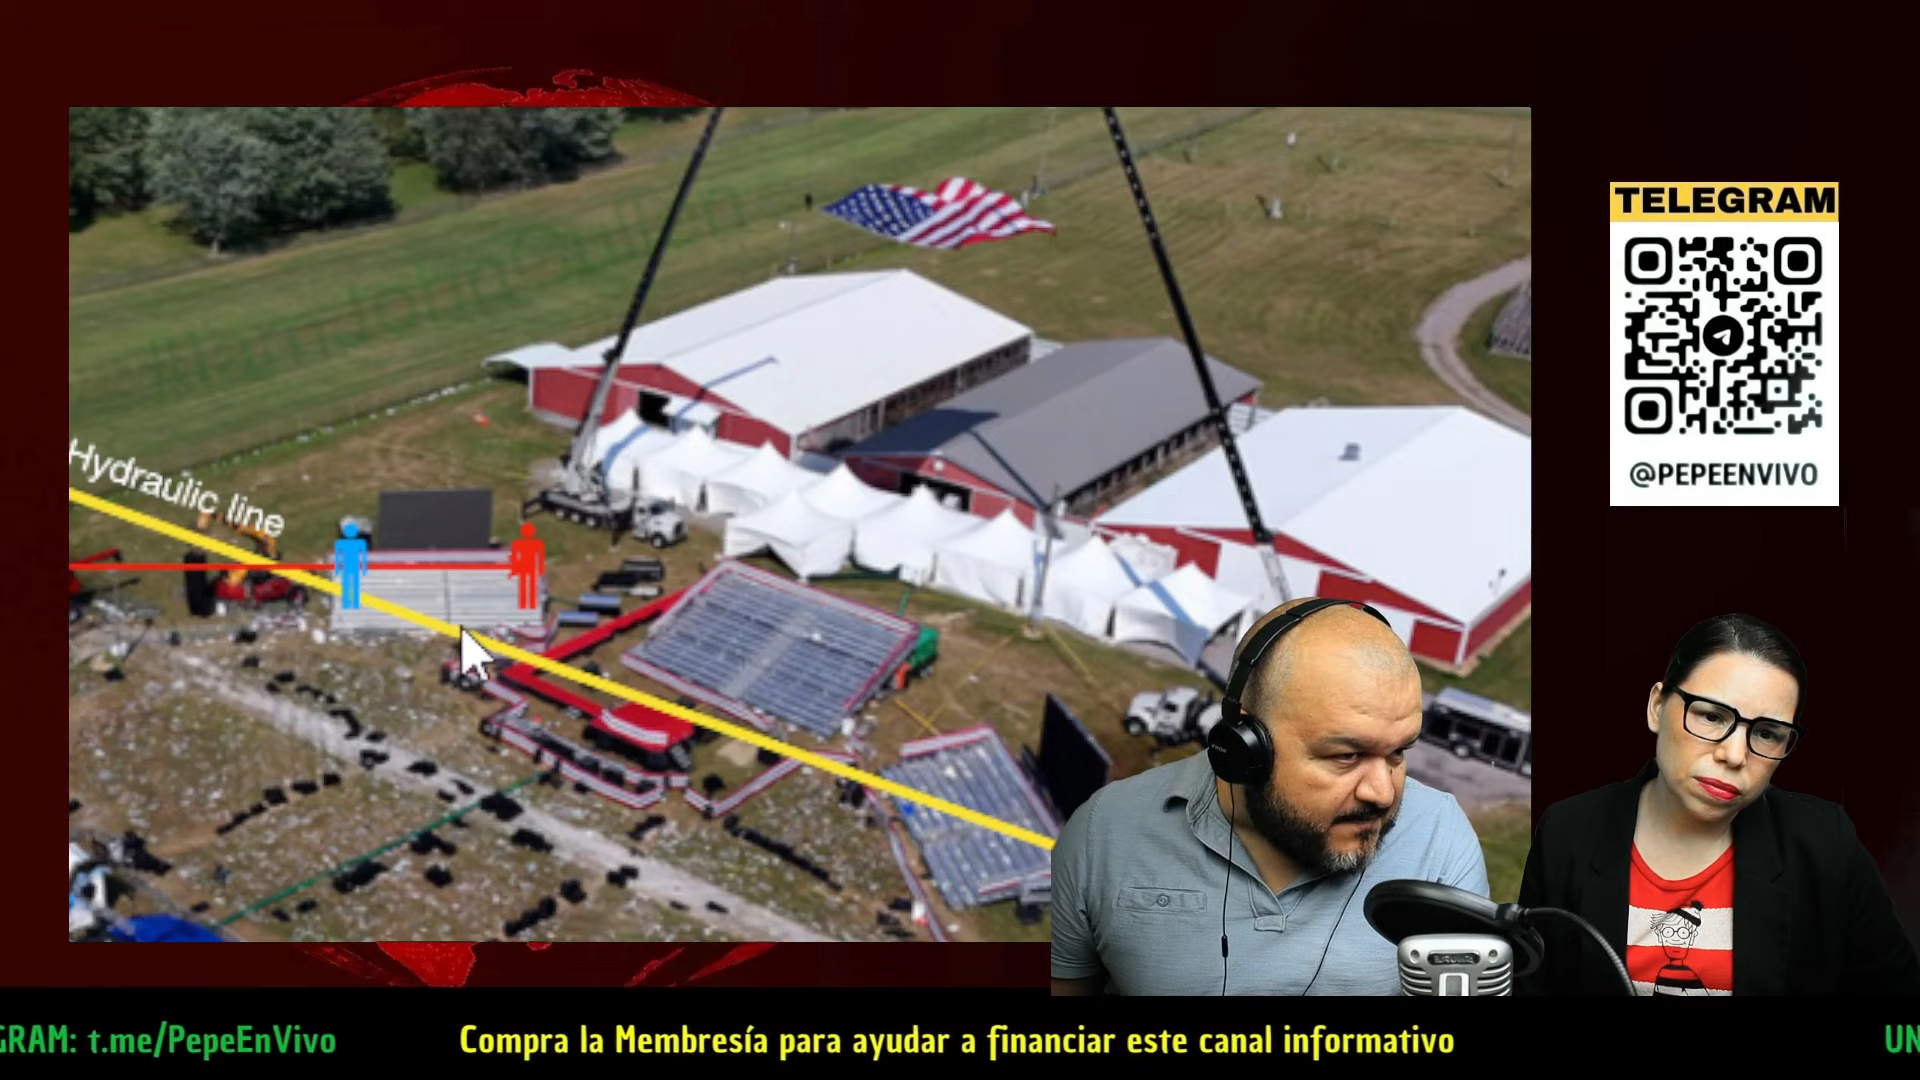 TELEGRAM
@PEPEENVIVO
Hydraulic line
GRAM: t.me/PepeEnVivo
Compra la Membresía para ayudar a financiar este canal informativo
UN